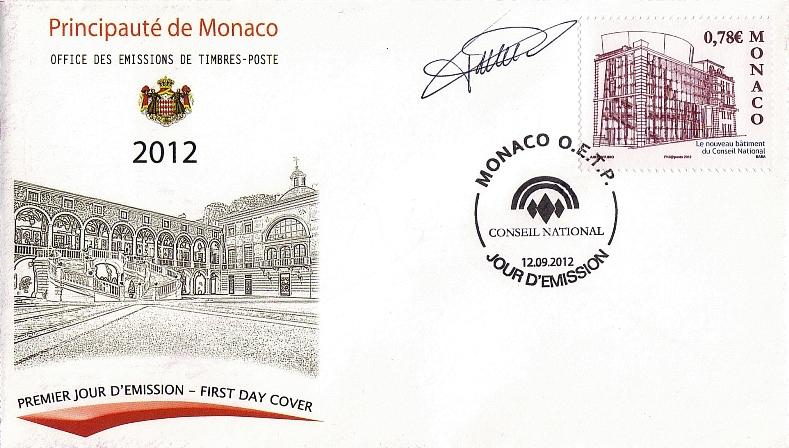 Principauté de Monaco
OFFICE DES EMISSIONS DE TIMBRES-POSTE
2012
PREMIER JOUR D'EMISSION – FIRST DAY COVER
0,78€
MONACO
Le nouveau bâtiment
du Conseil National
MONACO O.E.T.P.
CONSEIL NATIONAL
12.09.2012
JOUR D'EMISSION